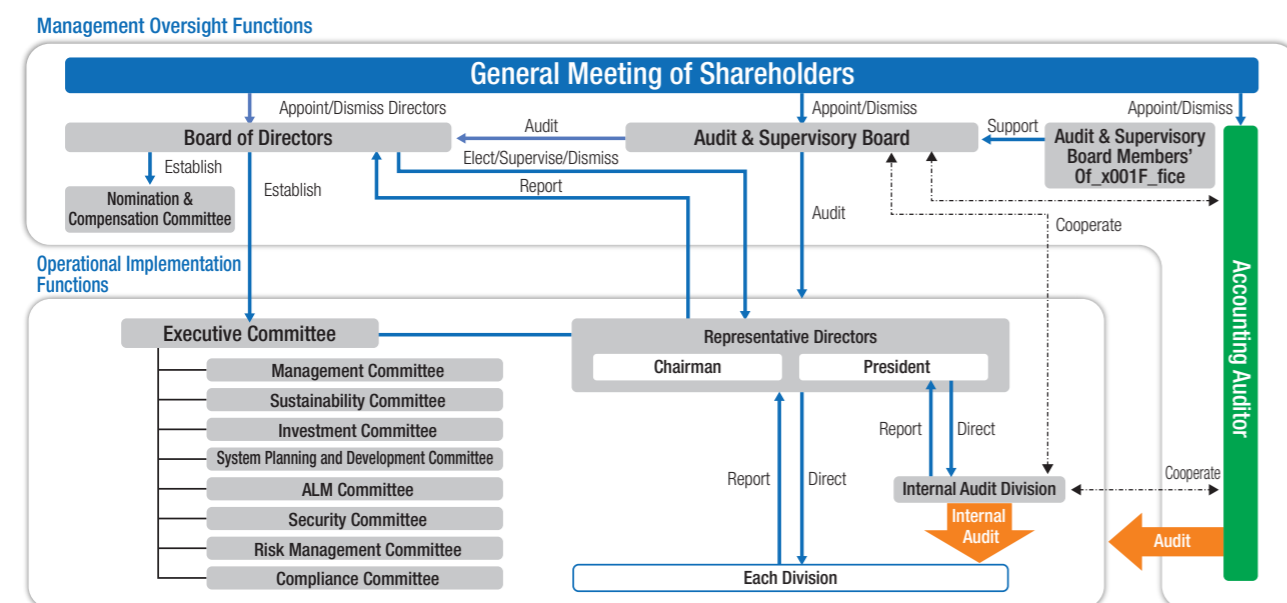 Management Oversight Functions
General Meeting of Shareholders
Appoint/Dismiss Directors
Appoint/Dismiss
Appoint/Dismiss
Board of Directors
Audit
Audit & Supervisory Board
Support
Audit & Supervisory
Board Members'
Of_x001F_fice
Elect/Supervise/Dismiss
Establish
Establish
Report
Nomination &
Compensation Committee
Audit
Cooperate
Operational Implementation
Functions
Accounting Auditor
Executive Committee
Representative Directors
Chairman
President
Management Committee
Sustainability Committee
Investment Committee
System Planning and Development Committee
ALM Committee
Security Committee
Risk Management Committee
Compliance Committee
Report
Direct
Report
Direct
Cooperate
Internal Audit Division
Internal
Audit
Audit
Each Division